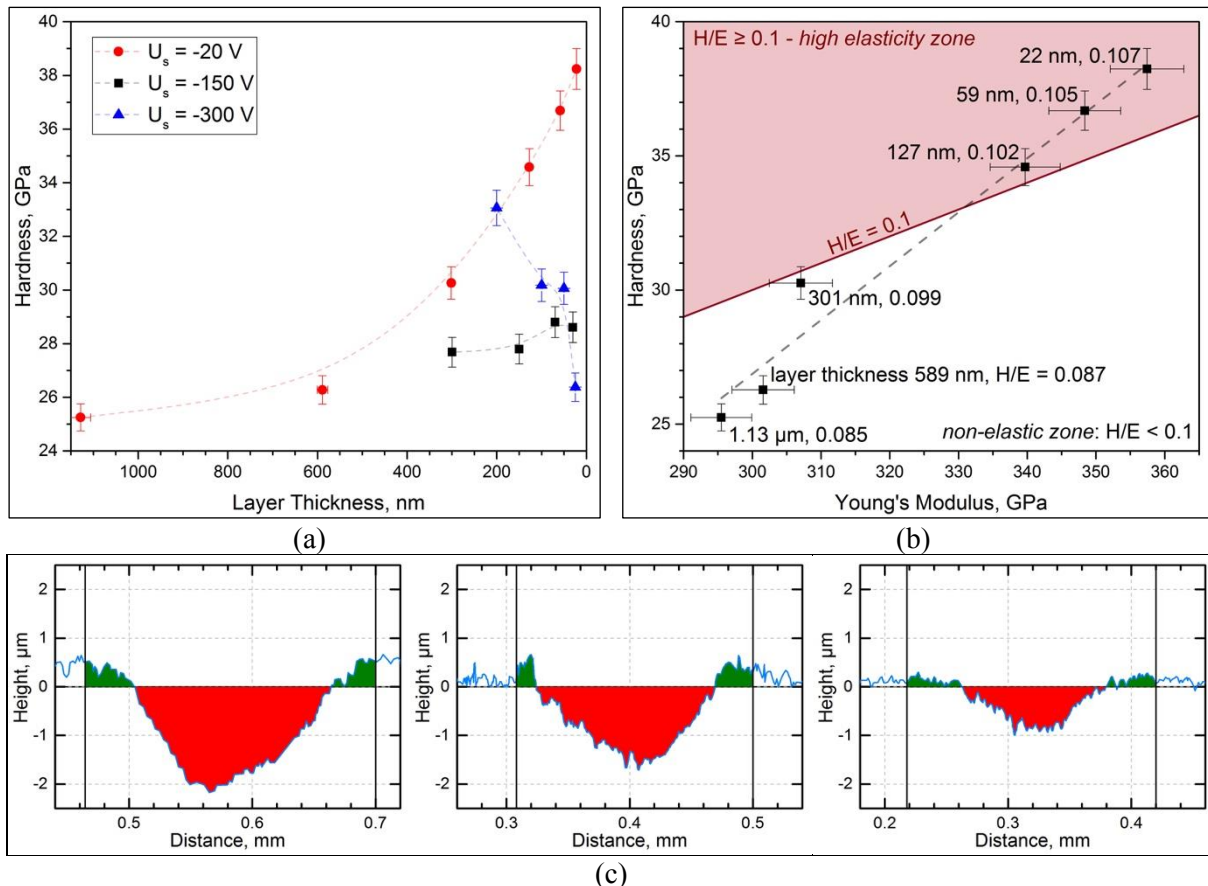 40
38
36
34
32
30
28
26
24
Hardness, GPa
U_s = -20 V
U_s = -150 V
U_s = -300 V
1000 800 600 400 200 0
Layer Thickness, nm
(a)
40
35
30
25
Hardness, GPa
H/E ≥ 0.1 - high elasticity zone
22 nm, 0.107
59 nm, 0.105
127 nm, 0.102
H/E = 0.1
301 nm, 0.099
layer thickness 589 nm, H/E = 0.087
1.13 µm, 0.085
non-elastic zone: H/E < 0.1
290 300 310 320 330 340 350 360
Young's Modulus, GPa
(b)
2
1
0
-1
-2
Height, µm
0.5 0.6 0.7
Distance, mm
2
1
0
-1
-2
Height, µm
0.3 0.4 0.5
Distance, mm
2
1
0
-1
-2
Height, µm
0.2 0.3 0.4
Distance, mm
(c)